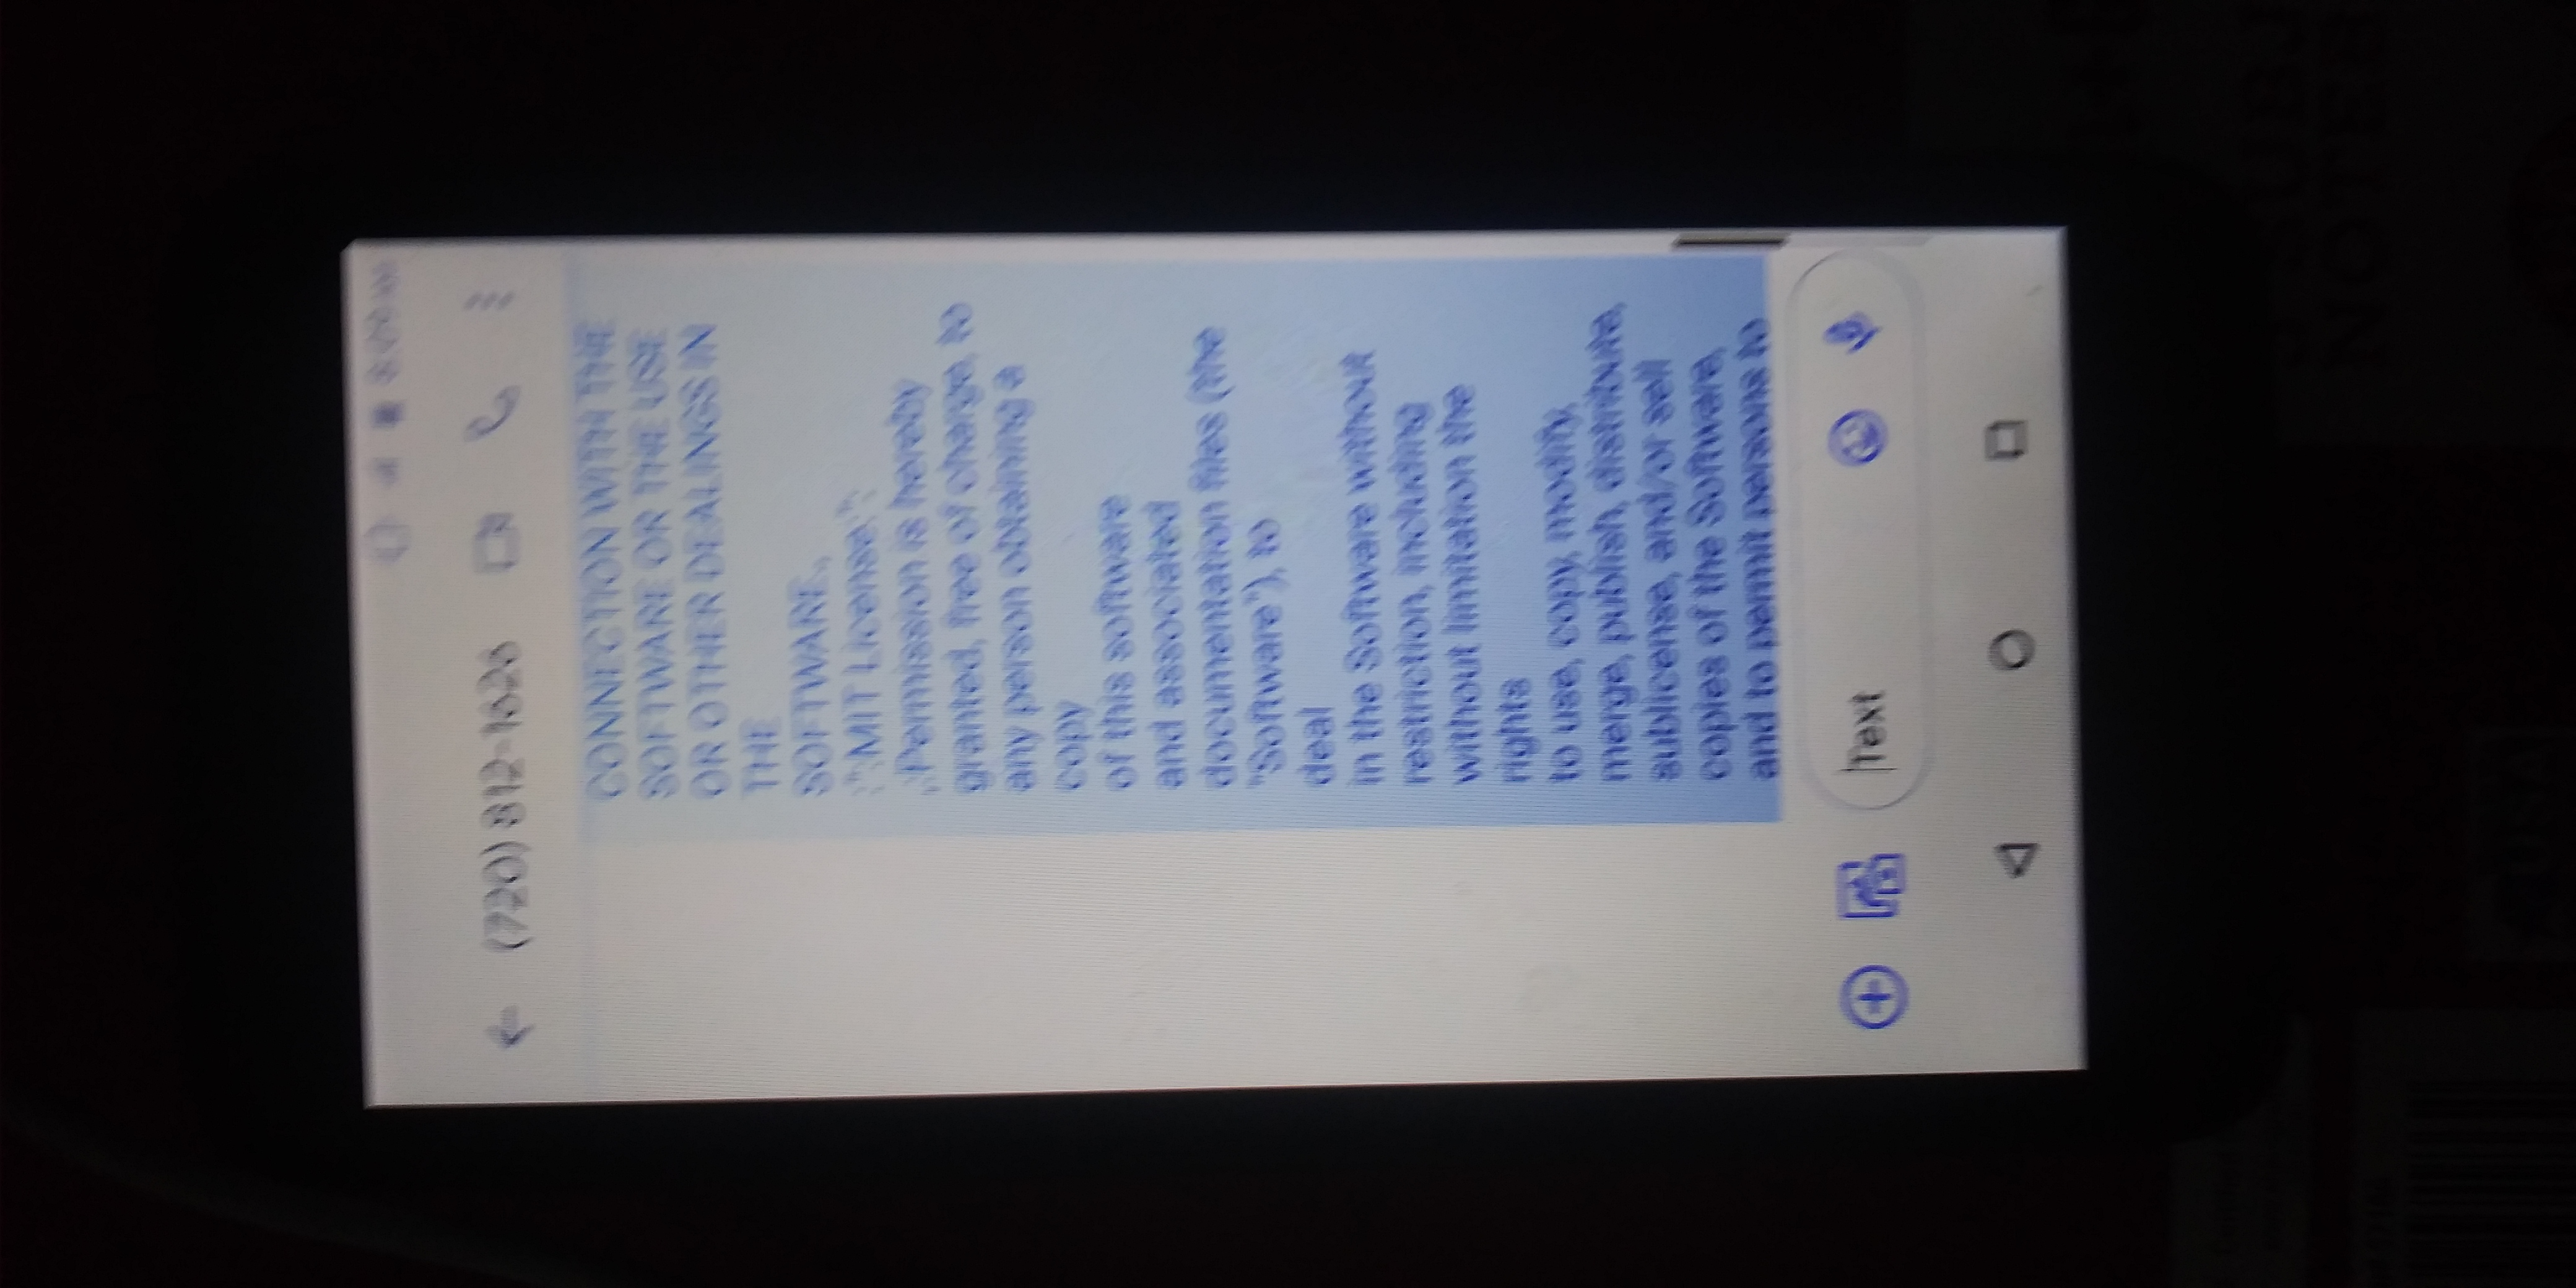 (720) 812-1626
CONNECTION WITH THE
SOFTWARE OR THE USE
OR OTHER DEALINGS IN
THE
SOFTWARE.,
:":MIT License:":
,:Permission is hereby
granted, free of charge, to
any person obtaining a
copy
of this software
and associated
documentation files (the
"Software"), to
deal
in the Software without
restriction, including
without limitation the
rights
to use, copy, modify,
merge, publish, distribute,
sublicense, and/or sell
copies of the Software,
and to permit persons to
Text
USA